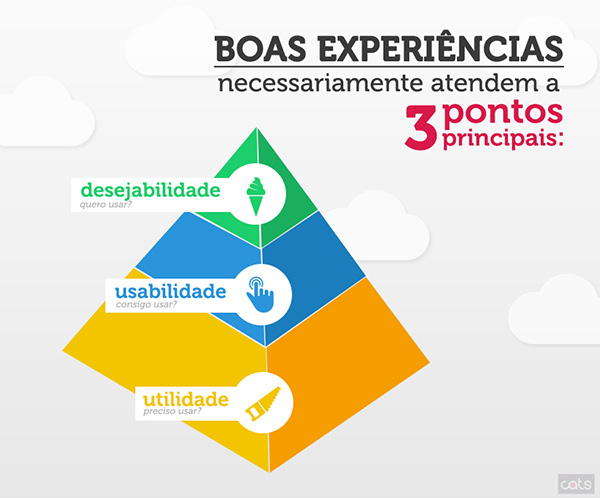 BOAS EXPERIÊNCIAS
necessariamente atendem a
3 pontos
principais:
desejabilidade
quero usar?
usabilidade
consigo usar?
utilidade
preciso usar?
cats